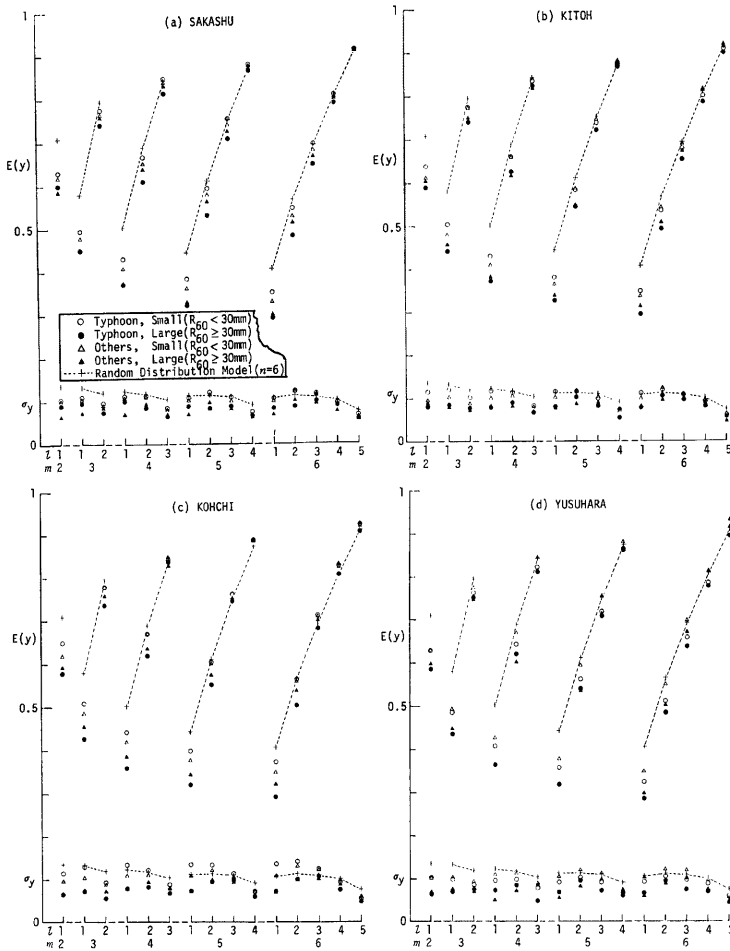 (a) SAKASHU
1
E(y)
0.5
σy
0
○ Typhoon, Small(R60 < 30mm)
● Typhoon, Large(R60 ≥ 30mm)
△ Others, Small(R60 < 30mm)
▲ Others, Large(R60 ≥ 30mm)
--+-- Random Distribution Model(n=6)
l 1 1 2 1 2 3 1 2 3 4 1 2 3 4 5
m 2 3 4 5 6
(b) KITOH
1
E(y)
0.5
σy
0
l 1 1 2 1 2 3 1 2 3 4 1 2 3 4 5
m 2 3 4 5 6
(c) KOHCHI
1
E(y)
0.5
σy
0
l 1 1 2 1 2 3 1 2 3 4 1 2 3 4 5
m 2 3 4 5 6
(d) YUSUHARA
1
E(y)
0.5
σy
0
l 1 1 2 1 2 3 1 2 3 4 1 2 3 4 5
m 2 3 4 5 6